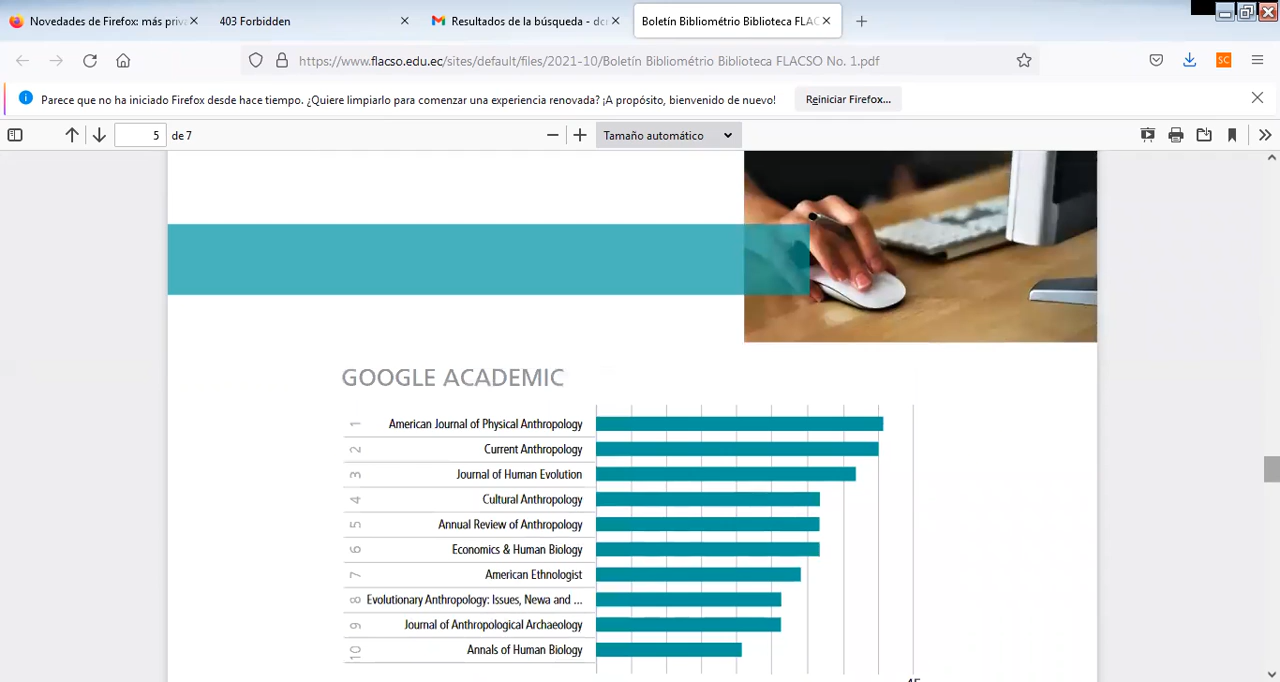 Novedades de Firefox: más priva
403 Forbidden
Resultados de la búsqueda - dc
Boletín Bibliométrio Biblioteca FLAC
https://www.flacso.edu.ec/sites/default/files/2021-10/Boletín Bibliométrio Biblioteca FLACSO No. 1.pdf
SC
Parece que no ha iniciado Firefox desde hace tiempo. ¿Quiere limpiarlo para comenzar una experiencia renovada? ¡A propósito, bienvenido de nuevo!
Reiniciar Firefox...
5 de 7
Tamaño automático
GOOGLE ACADEMIC
1 American Journal of Physical Anthropology
2 Current Anthropology
3 Journal of Human Evolution
4 Cultural Anthropology
5 Annual Review of Anthropology
6 Economics & Human Biology
7 American Ethnologist
8 Evolutionary Anthropology: Issues, Newa and ...
9 Journal of Anthropological Archaeology
10 Annals of Human Biology